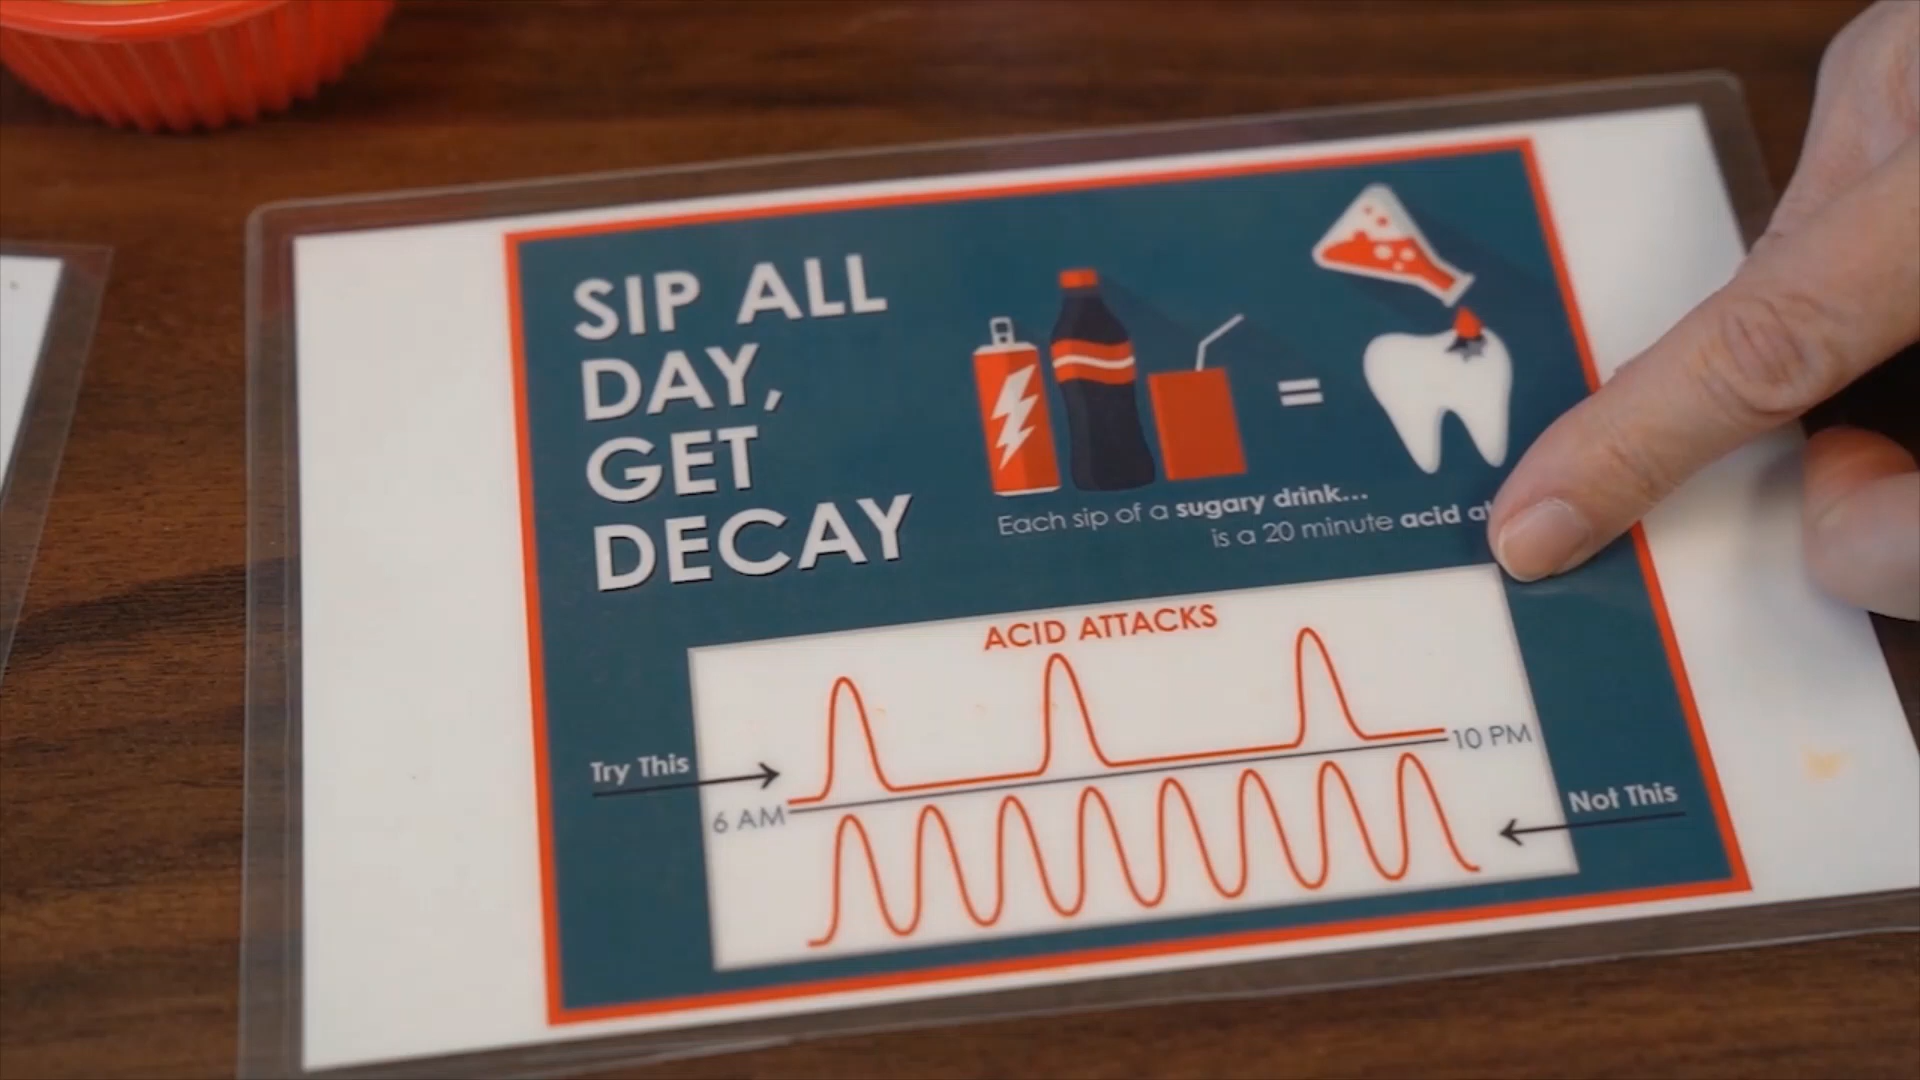 SIP ALL
DAY,
GET
DECAY
Each sip of a sugary drink...
is a 20 minute acid
ACID ATTACKS
Try This
6 AM
10 PM
Not This